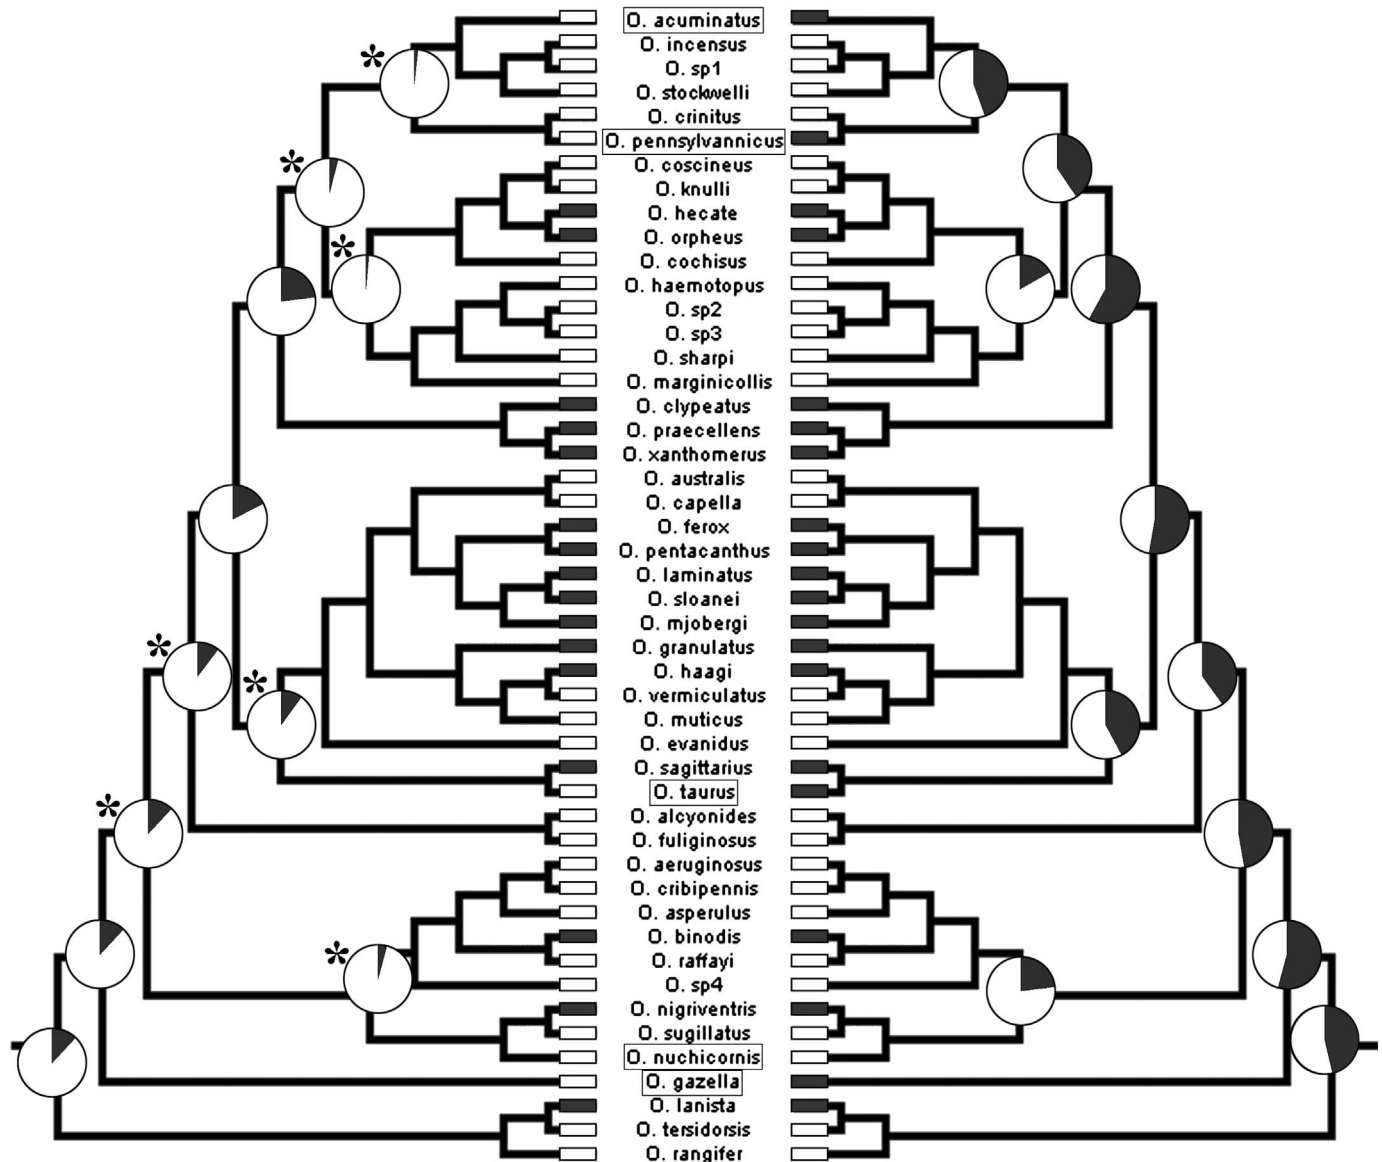 O. acuminatus
O. incensus
O. sp1
O. stockwelli
O. crinitus
O. pennsylvannicus
O. coscineus
O. knulli
O. hecate
O. orpheus
O. cochisus
O. haemotopus
O. sp2
O. sp3
O. sharpi
O. marginicollis
O. clypeatus
O. praecellens
O. xanthomerus
O. australis
O. capella
O. ferox
O. pentacanthus
O. laminatus
O. sloanei
O. mjobergi
O. granulatus
O. haagi
O. vermiculatus
O. muticus
O. evanidus
O. sagittarius
O. taurus
O. alcyonides
O. fuliginosus
O. aeruginosus
O. cribipennis
O. asperulus
O. binodis
O. raffayi
O. sp4
O. nigriventris
O. sugillatus
O. nuchicornis
O. gazella
O. lanista
O. tersidorsis
O. rangifer